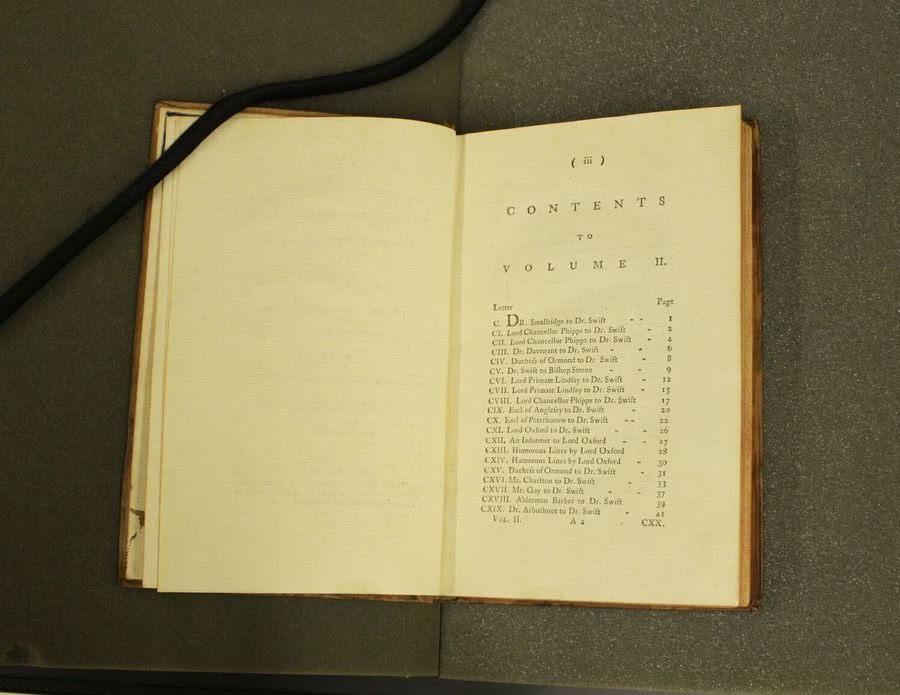 ( iii )
CONTENTS
TO
VOLUME II.
Letter Page
C. DR. Smalridge to Dr. Swift - - 1
CI. Lord Chancellor Phipps to Dr. Swift - 2
CII. Lord Chancellor Phipps to Dr. Swift - 4
CIII. Dr. Davenant to Dr. Swift - - 6
CIV. Dutcheſs of Ormond to Dr. Swift - 8
CV. Dr. Swift to Biſhop Sterne - - 9
CVI. Lord Primate Lindſay to Dr. Swift - 12
CVII. Lord Primate Lindſay to Dr. Swift - 15
CVIII. Lord Chancellor Phipps to Dr. Swift 17
CIX. Earl of Angleſey to Dr. Swift - 20
CX. Earl of Peterborow to Dr. Swift - - 22
CXI. Lord Oxford to Dr. Swift - - 26
CXII. An Informer to Lord Oxford - - 27
CXIII. Humorous Lines by Lord Oxford 28
CXIV. Humorous Lines by Lord Oxford - 30
CXV. Dutcheſs of Ormond to Dr. Swift - 31
CXVI. Mr. Charlton to Dr. Swift - 33
CXVII. Mr. Gay to Dr. Swift - - 37
CXVIII. Alderman Barber to Dr. Swift 39
CXIX. Dr. Arbuthnot to Dr. Swift - 41
VOL. II. A 2 CXX.